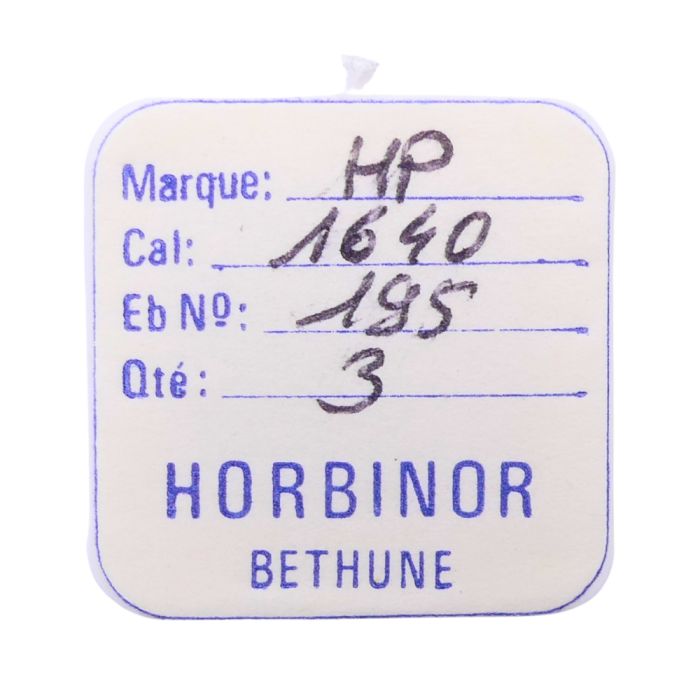 Marque: HP
Cal: 1640
Eb Nº: 195
Qté: 3
HORBINOR
BETHUNE